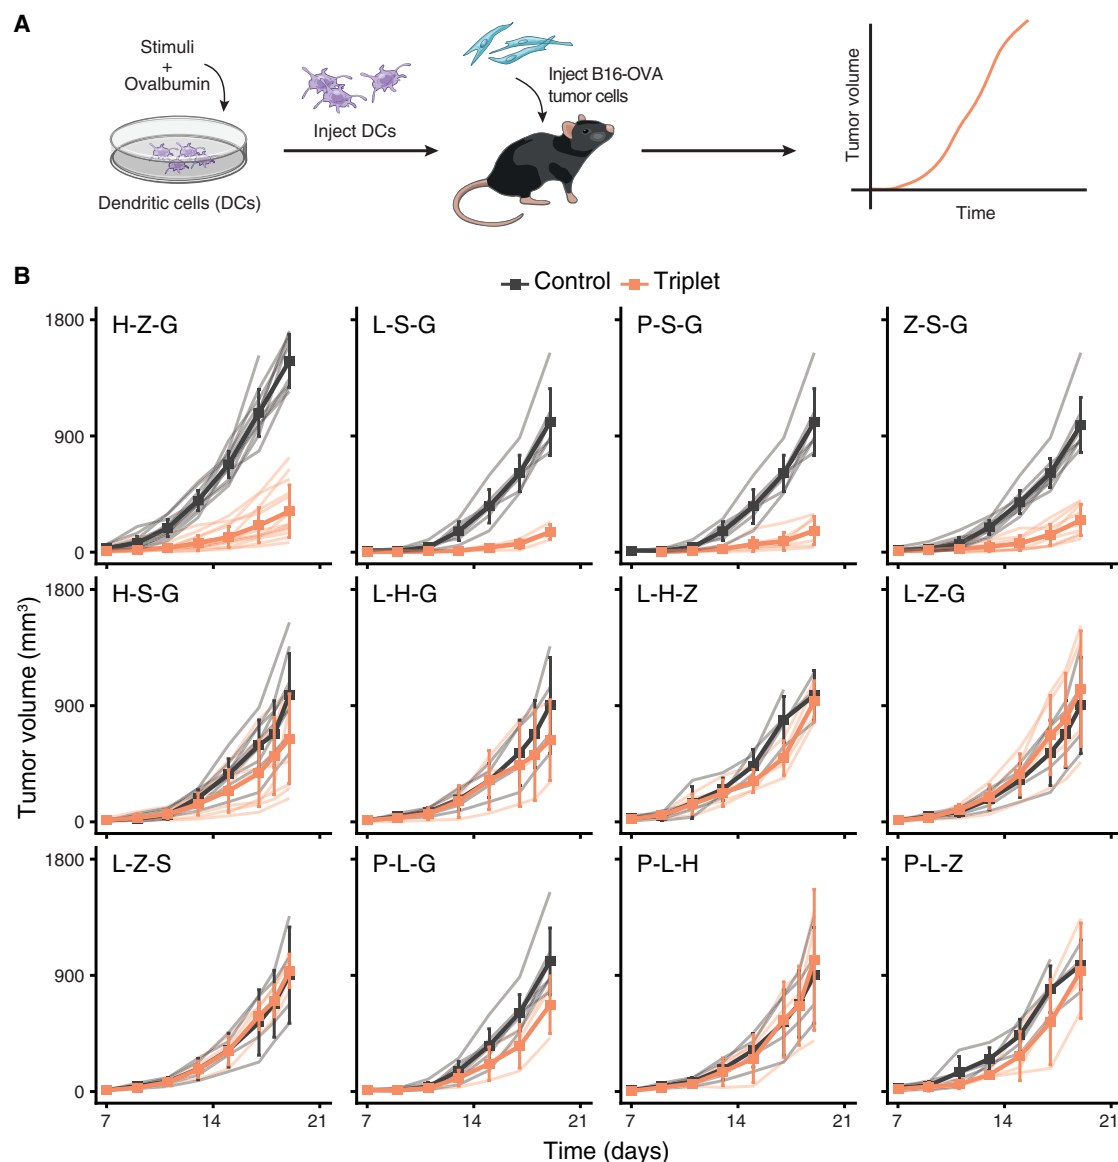 A
Stimuli
+
Ovalbumin
Dendritic cells (DCs)
Inject DCs
Inject B16-OVA
tumor cells
Tumor volume
Time
B
Control Triplet
Tumor volume (mm³)
1800
900
0
H-Z-G
L-S-G
P-S-G
Z-S-G
1800
900
0
H-S-G
L-H-G
L-H-Z
L-Z-G
1800
900
0
L-Z-S
P-L-G
P-L-H
P-L-Z
7 14 21
7 14 21
7 14 21
7 14 21
Time (days)